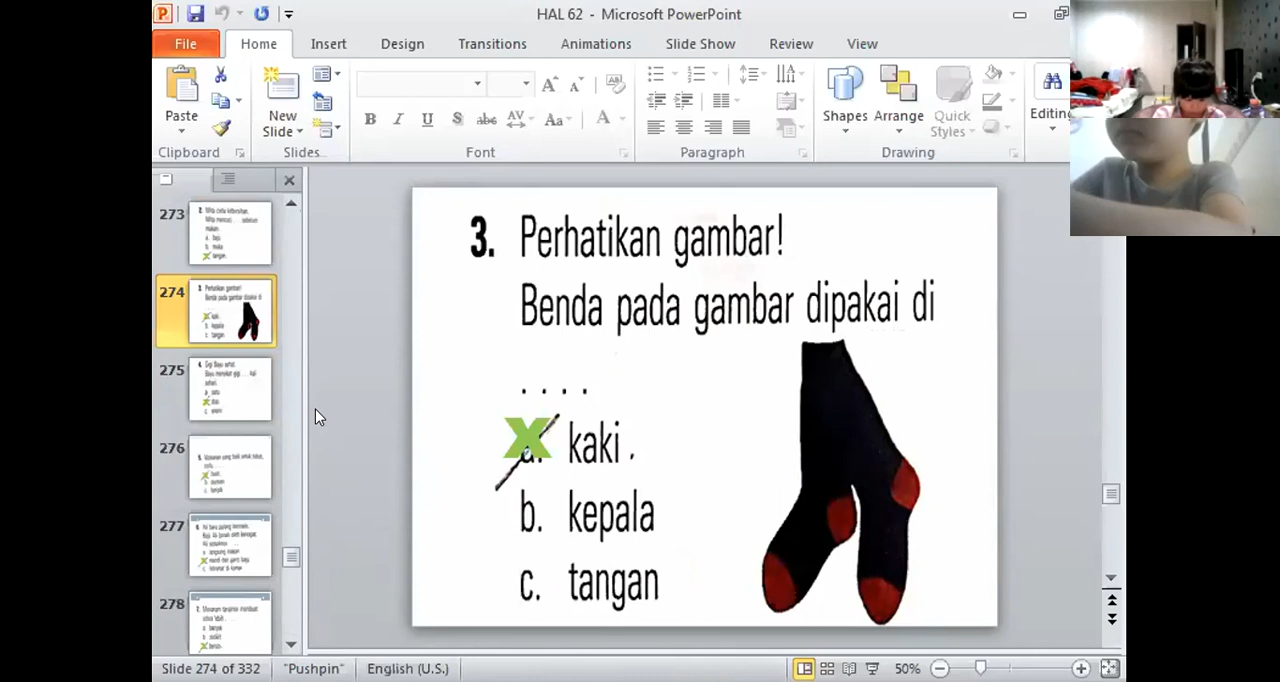 HAL 62 - Microsoft PowerPoint
File Home Insert Design Transitions Animations Slide Show Review View
Paste
Clipboard
New
Slide
Slides
Font
Paragraph
Shapes Arrange Quick
Styles
Drawing
Editing
273
274
275
276
277
278
3. Perhatikan gambar!
Benda pada gambar dipakai di
. . . .
a. kaki .
b. kepala
c. tangan
Slide 274 of 332 "Pushpin" English (U.S.) 50%